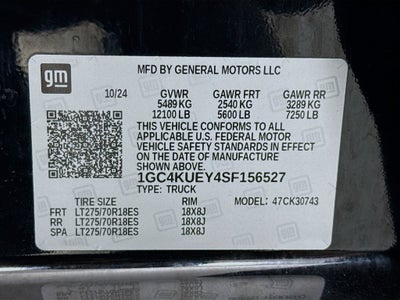 gm
MFD BY GENERAL MOTORS LLC
10/24 GVWR GAWR FRT GAWR RR
5489 KG 2540 KG 3289 KG
12100 LB 5600 LB 7250 LB
THIS VEHICLE CONFORMS TO ALL
APPLICABLE U.S. FEDERAL MOTOR
VEHICLE SAFETY STANDARDS IN EFFECT
ON THE DATE OF MANUFACTURE
SHOWN ABOVE.
1GC4KUEY4SF156527
TYPE: TRUCK
TIRE SIZE RIM 47CK30743
FRT LT275/70R18ES 18X8J
RR LT275/70R18ES 18X8J
SPA LT275/70R18ES 18X8J